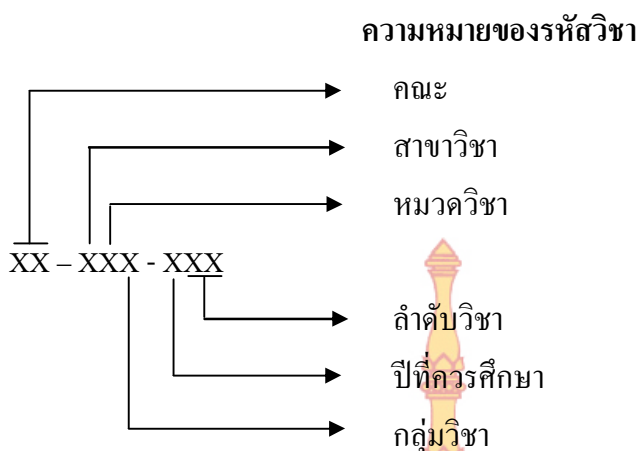 ความหมายของรหัสวิชา
คณะ
สาขาวิชา
หมวดวิชา
XX – XXX - XXX
ลำดับวิชา
ปีที่ควรศึกษา
กลุ่มวิชา